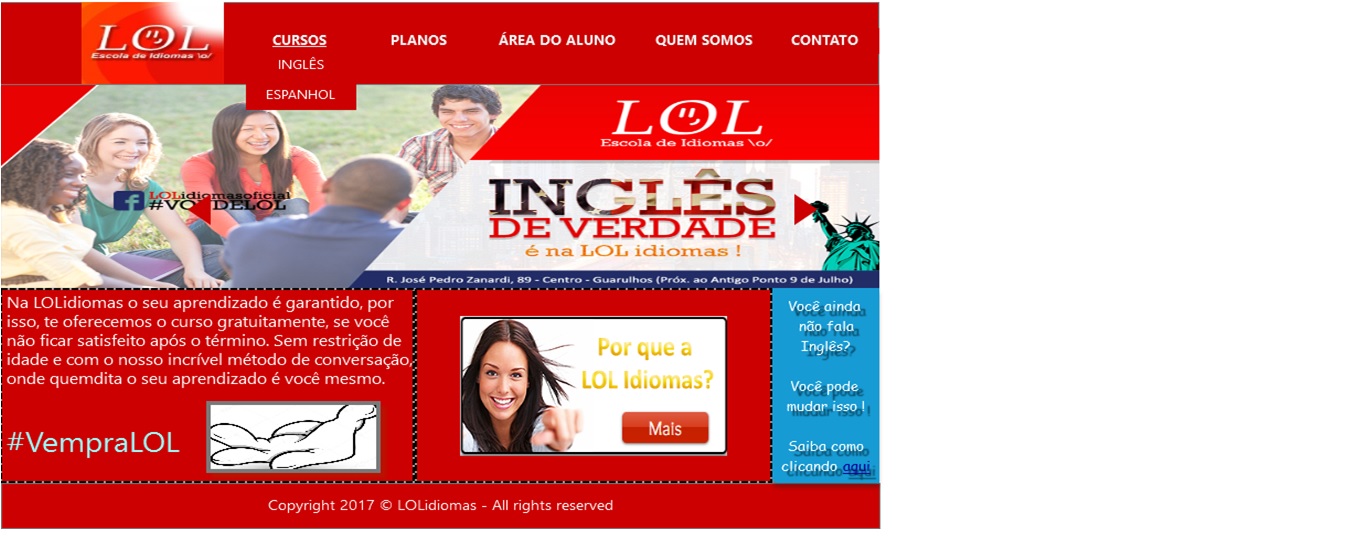 LOL
Escola de Idiomas \o/
CURSOS PLANOS ÁREA DO ALUNO QUEM SOMOS CONTATO
INGLÊS
ESPANHOL
LOL
Escola de Idiomas \o/
LOLidiomasoficial
INGLÊS
DE VERDADE
é na LOL idiomas !
R. José Pedro Zanardi, 89 - Centro - Guarulhos (Próx. ao Antigo Ponto 9 de Julho)
Na LOLidiomas o seu aprendizado é garantido, por
isso, te oferecemos o curso gratuitamente, se você
não ficar satisfeito após o término. Sem restrição de
idade e com o nosso incrível método de conversação,
onde quemdita o seu aprendizado é você mesmo.
#VempraLOL
Por que a
LOL Idiomas?
Mais
Você ainda
não fala
Inglês?
Você pode
mudar isso !
Saiba como
clicando aqui
Copyright 2017 © LOLidiomas - All rights reserved